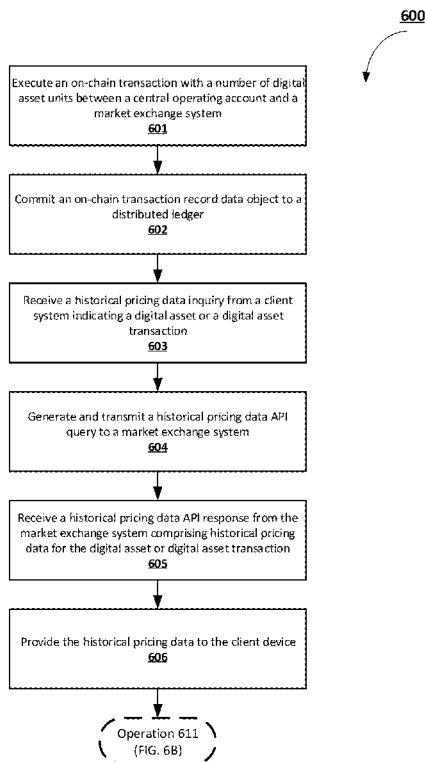 600
Execute an on-chain transaction with a number of digital
asset units between a central operating account and a
market exchange system
601
Commit an on-chain transaction record data object to a
distributed ledger
602
Receive a historical pricing data inquiry from a client
system indicating a digital asset or a digital asset
transaction
603
Generate and transmit a historical pricing data API
query to a market exchange system
604
Receive a historical pricing data API response from the
market exchange system comprising historical pricing
data for the digital asset or digital asset transaction
605
Provide the historical pricing data to the client device
606
Operation 611
(FIG. 6B)